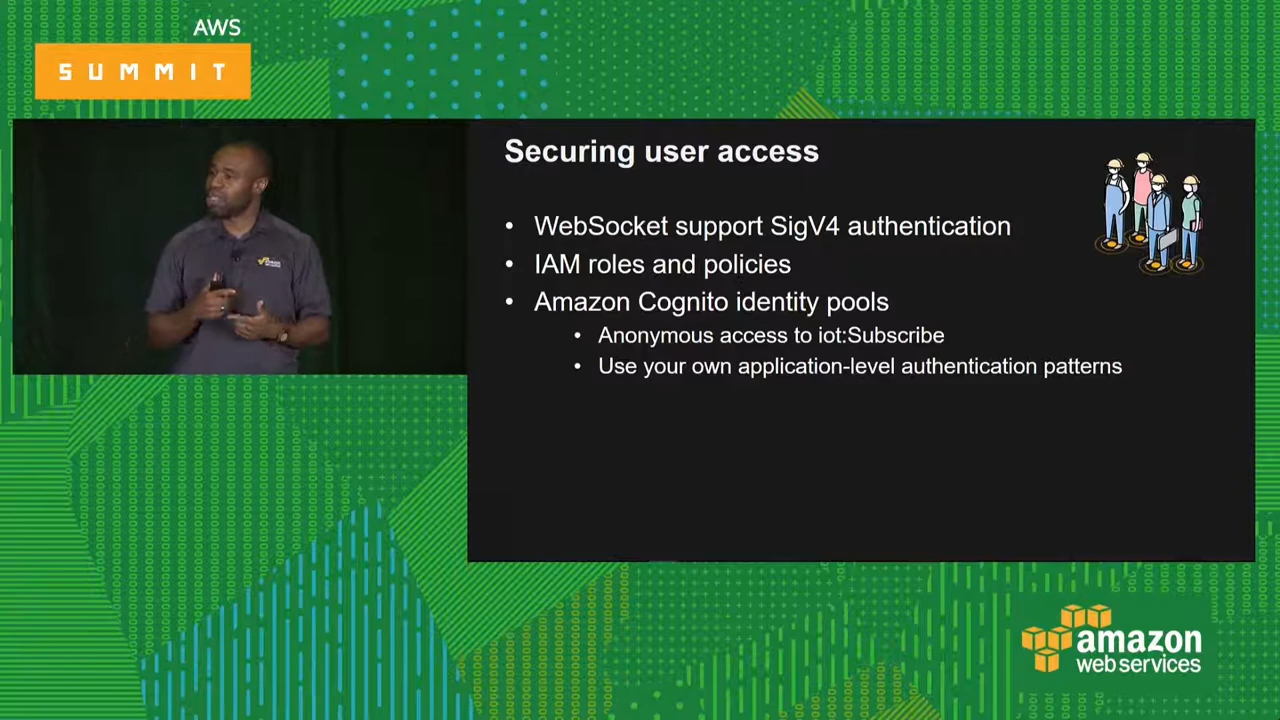 AWS
SUMMIT
Securing user access
• WebSocket support SigV4 authentication
• IAM roles and policies
• Amazon Cognito identity pools
• Anonymous access to iot:Subscribe
• Use your own application-level authentication patterns
amazon
web services